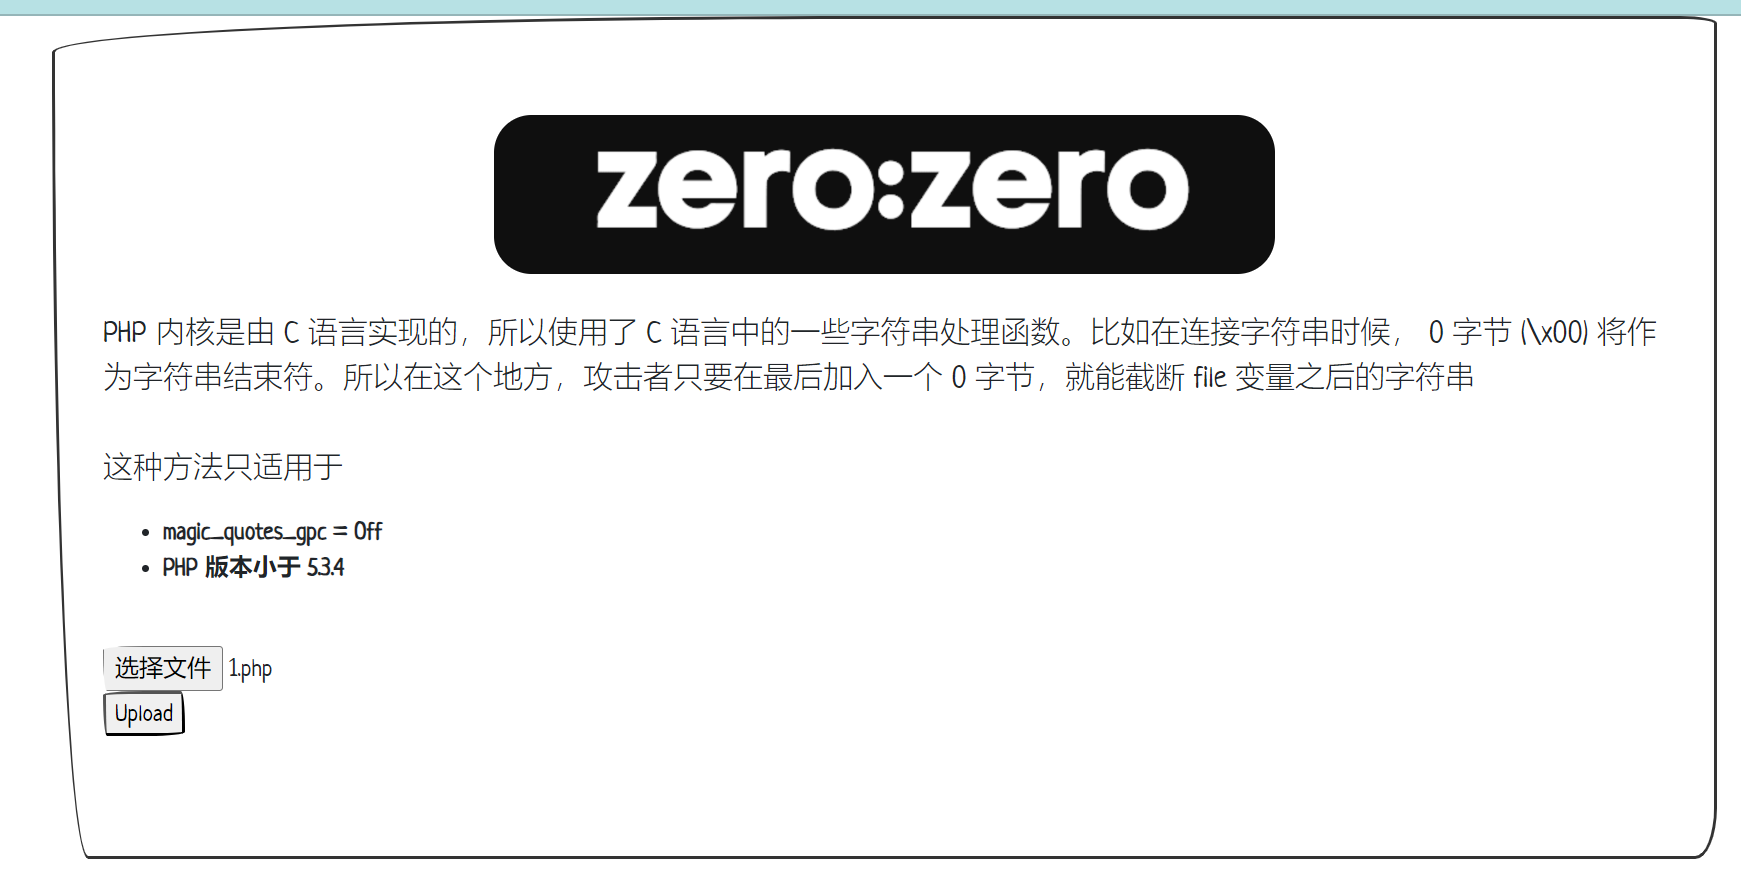 zero:zero
PHP 内核是由 C 语言实现的，所以使用了 C 语言中的一些字符串处理函数。比如在连接字符串时候， 0 字节 (\x00) 将作
为字符串结束符。所以在这个地方，攻击者只要在最后加入一个 0 字节，就能截断 file 变量之后的字符串
这种方法只适用于
• magic_quotes_gpc = Off
• PHP 版本小于 5.3.4
选择文件 1.php
Upload